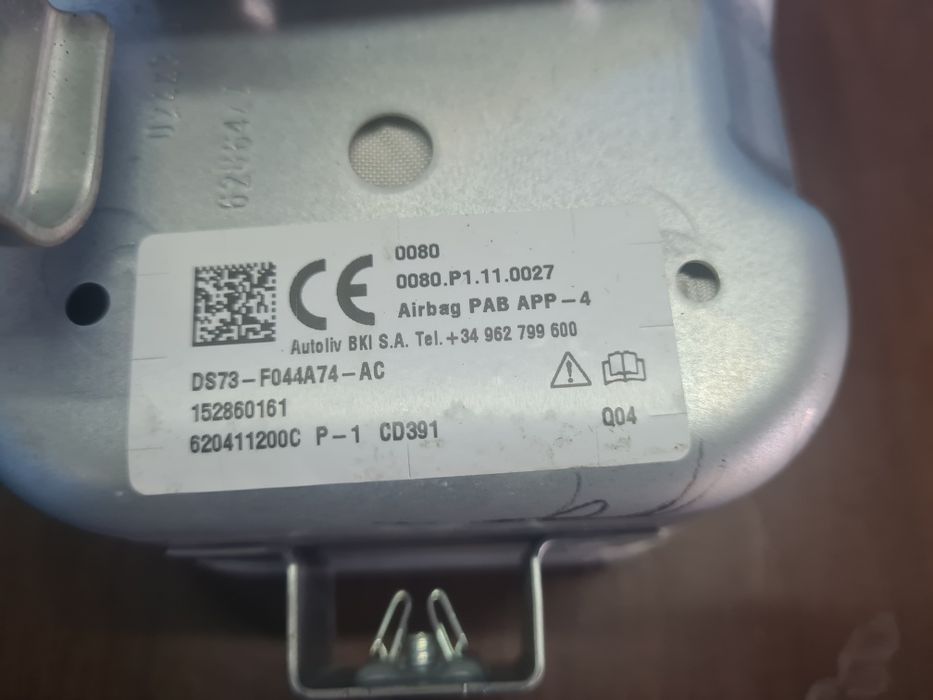 CE 0080
0080.P1.11.0027
Airbag PAB APP-4
Autoliv BKI S.A. Tel.+34 962 799 600
DS73-F044A74-AC
152860161
620411200C P-1 CD391
Q04